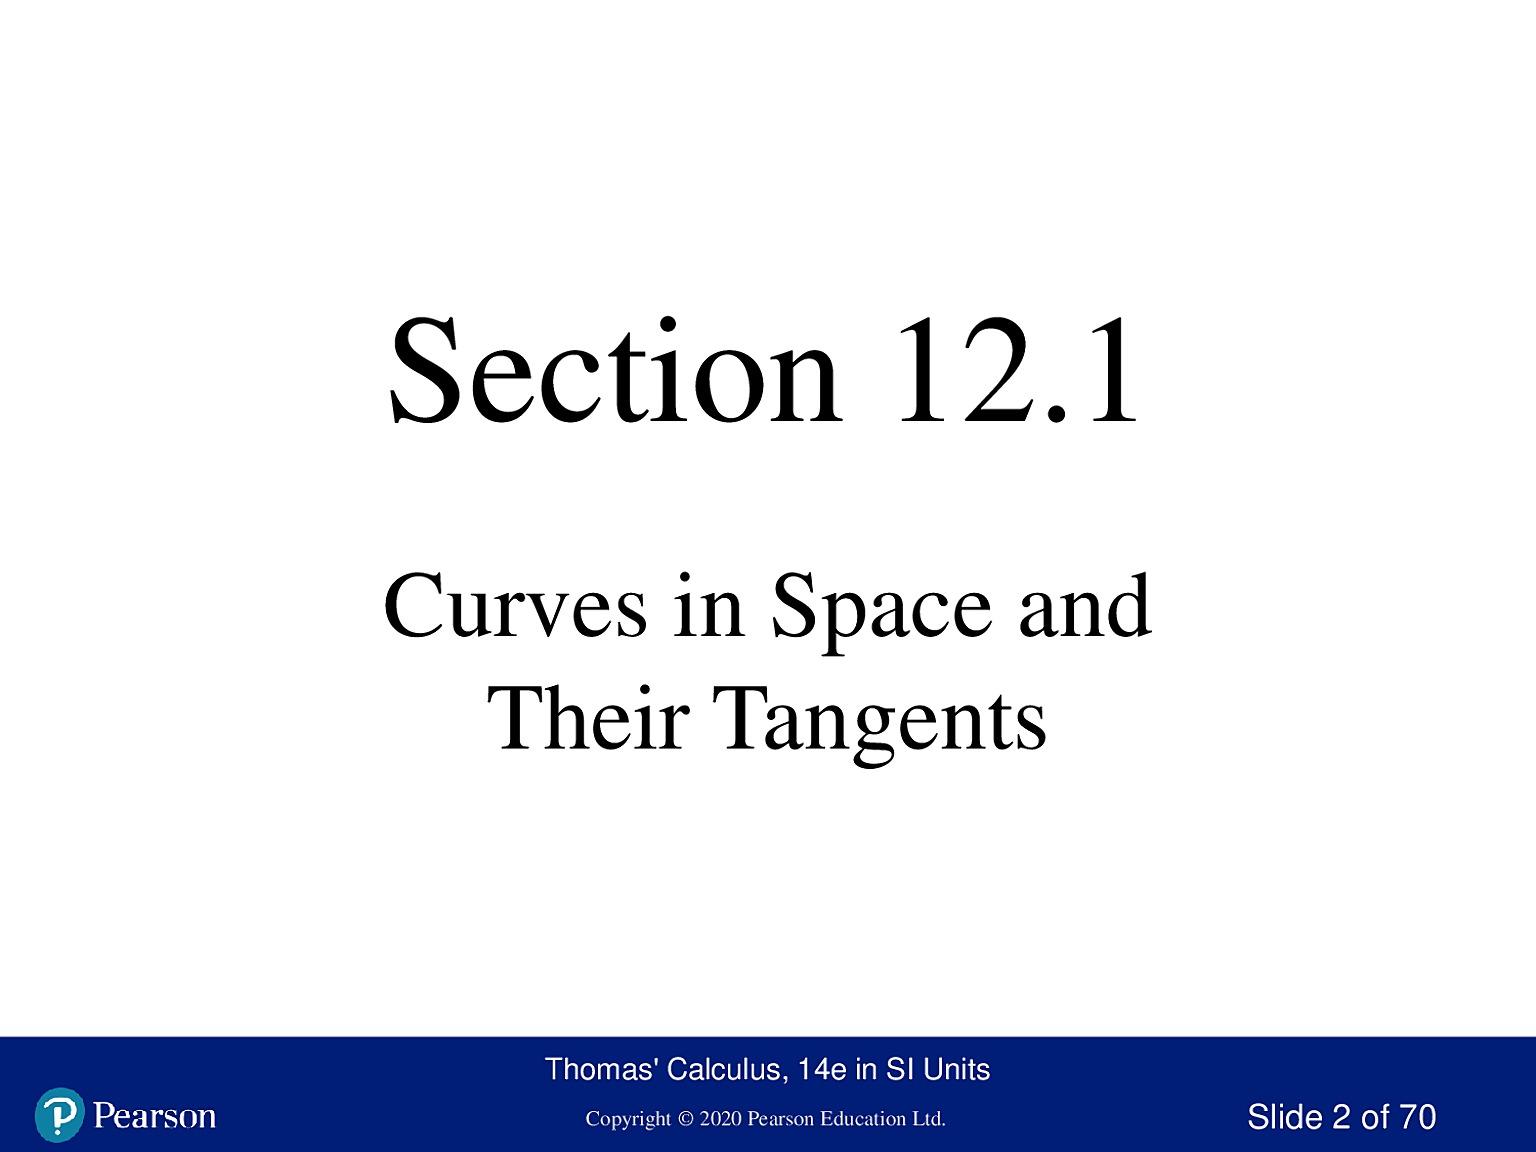 Section 12.1
Curves in Space and
Their Tangents
Thomas' Calculus, 14e in SI Units
Pearson
Copyright © 2020 Pearson Education Ltd.
Slide 2 of 70